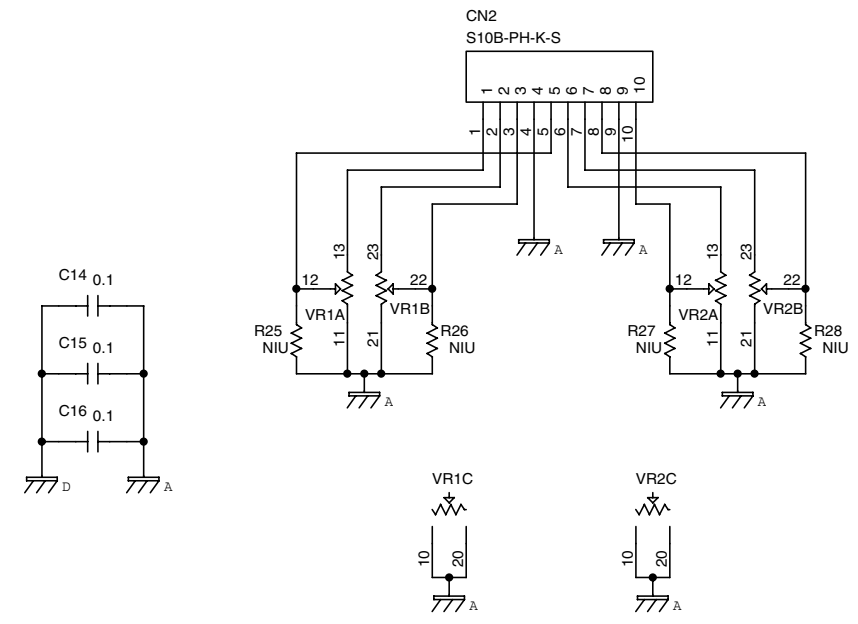 CN2
S10B-PH-K-S
1 2 3 4 5 6 7 8 9 10
1 2 3 4 5 6 7 8 9 10
A A
13 23 13 23
C14 0.1
12 22 12 22
VR1A VR1B VR2A VR2B
R25 NIU
11 21
R26 NIU
R27 NIU
11 21
R28 NIU
C15 0.1
A A
C16 0.1
D A
VR1C VR2C
10 20 10 20
A A